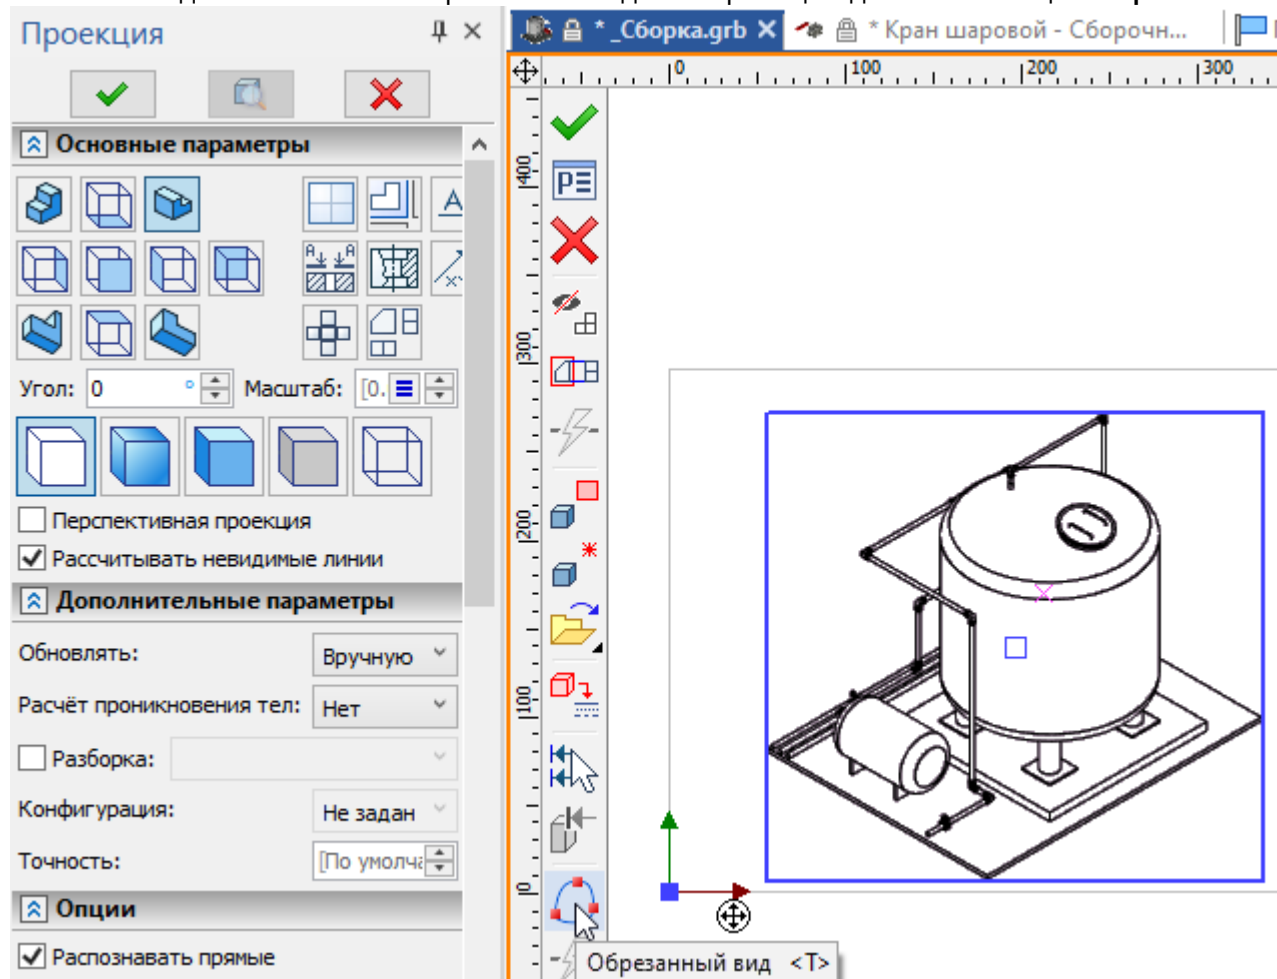 Проекция
* _Сборка.grb
* Кран шаровой - Сборочн...
0 100 200 300
Основные параметры
400
300
200
100
0
Угол: 0 ° Масштаб: [0.
Перспективная проекция
Рассчитывать невидимые линии
Дополнительные параметры
Обновлять: Вручную
Расчёт проникновения тел: Нет
Разборка:
Конфигурация: Не задан
Точность: [По умолча
Опции
Распознавать прямые
Обрезанный вид <T>